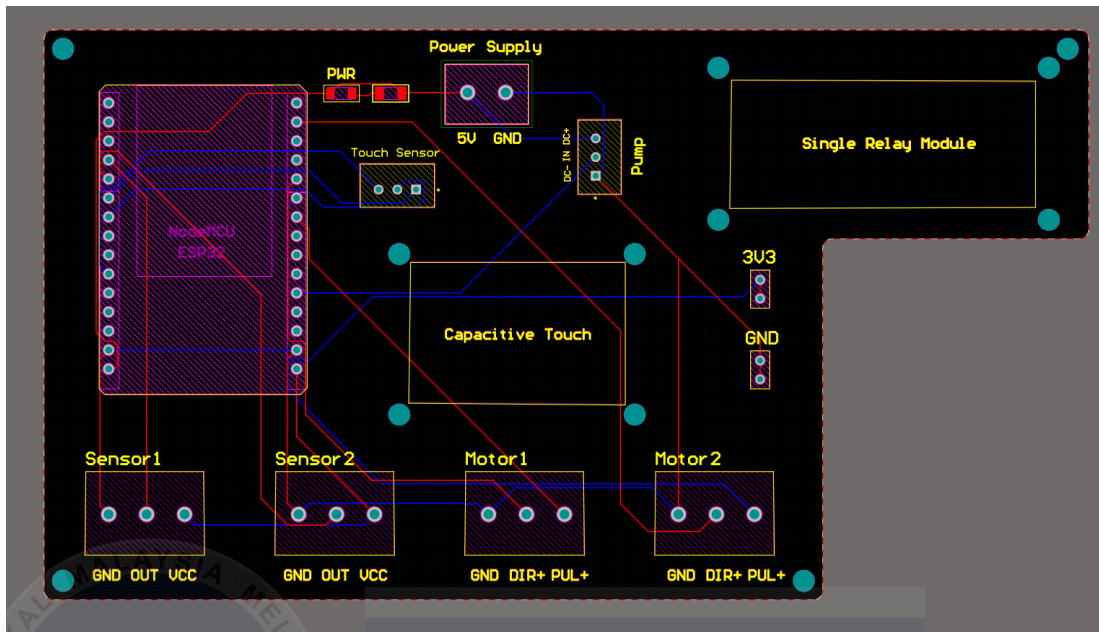 Power Supply
PWR
5V GND
DC- IN DC+
Pump
Touch Sensor
Single Relay Module
NodeMCU
ESP32
3V3
Capacitive Touch
GND
Sensor1
Sensor2
Motor1
Motor2
GND OUT VCC
GND OUT VCC
GND DIR+ PUL+
GND DIR+ PUL+
MALAYSIA